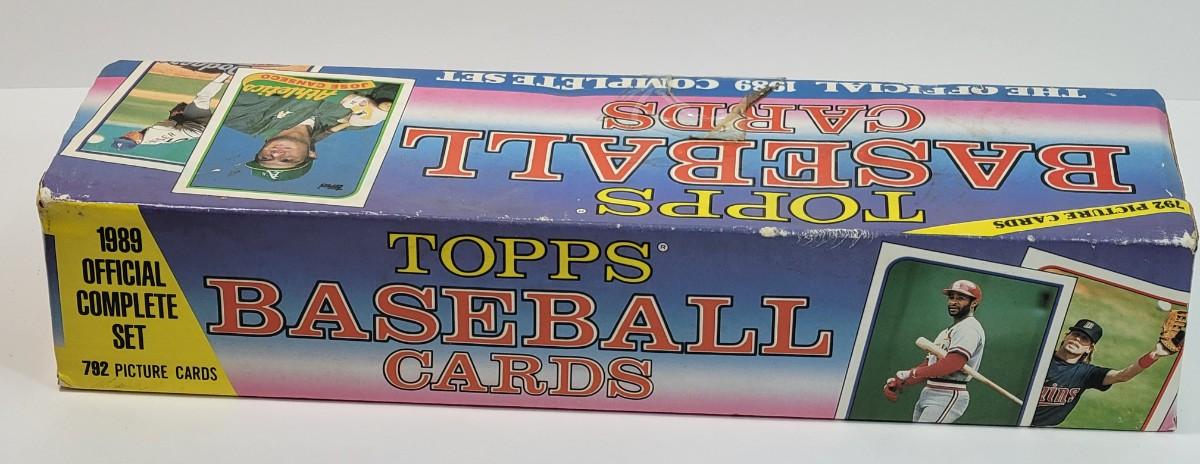 THE OFFICIAL 1989 COMPLETE SET
CARDS
BASEBALL
TOPPS
792 PICTURE CARDS
JOSE CANSECO
Athletics
Topps
A's
1989
OFFICIAL
COMPLETE
SET
792 PICTURE CARDS
TOPPS®
BASEBALL
CARDS